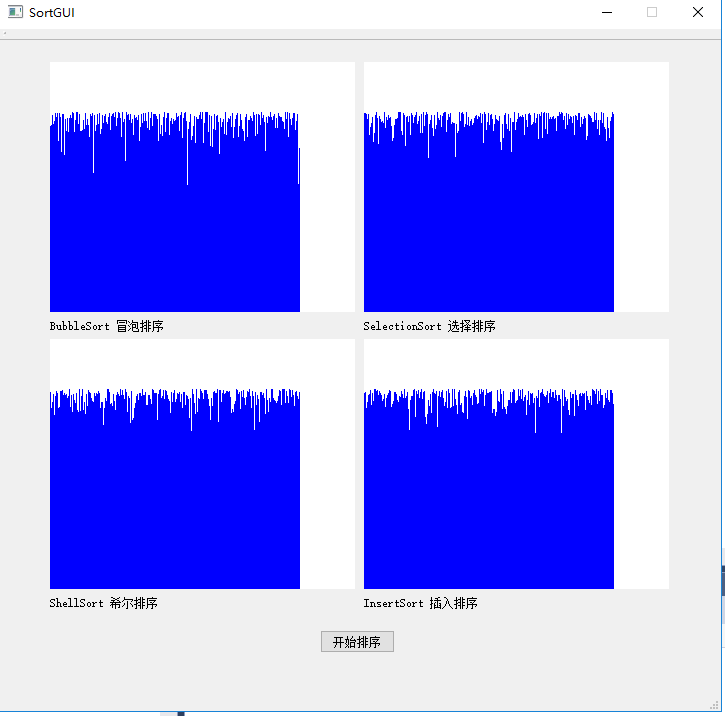 SortGUI
BubbleSort 冒泡排序
SelectionSort 选择排序
ShellSort 希尔排序
InsertSort 插入排序
开始排序